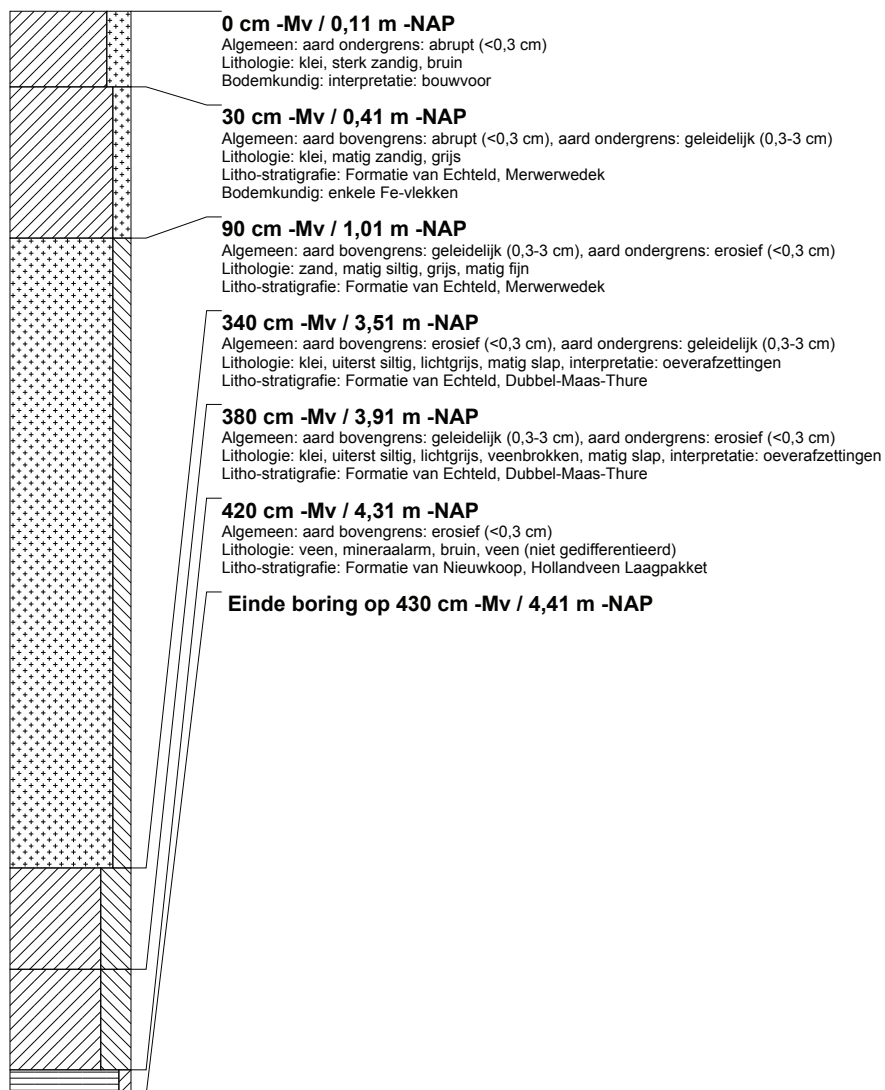 0 cm -Mv / 0,11 m -NAP
Algemeen: aard ondergrens: abrupt (<0,3 cm)
Lithologie: klei, sterk zandig, bruin
Bodemkundig: interpretatie: bouwvoor
30 cm -Mv / 0,41 m -NAP
Algemeen: aard bovengrens: abrupt (<0,3 cm), aard ondergrens: geleidelijk (0,3-3 cm)
Lithologie: klei, matig zandig, grijs
Litho-stratigrafie: Formatie van Echteld, Merwerwedek
Bodemkundig: enkele Fe-vlekken
90 cm -Mv / 1,01 m -NAP
Algemeen: aard bovengrens: geleidelijk (0,3-3 cm), aard ondergrens: erosief (<0,3 cm)
Lithologie: zand, matig siltig, grijs, matig fijn
Litho-stratigrafie: Formatie van Echteld, Merwerwedek
340 cm -Mv / 3,51 m -NAP
Algemeen: aard bovengrens: erosief (<0,3 cm), aard ondergrens: geleidelijk (0,3-3 cm)
Lithologie: klei, uiterst siltig, lichtgrijs, matig slap, interpretatie: oeverafzettingen
Litho-stratigrafie: Formatie van Echteld, Dubbel-Maas-Thure
380 cm -Mv / 3,91 m -NAP
Algemeen: aard bovengrens: geleidelijk (0,3-3 cm), aard ondergrens: erosief (<0,3 cm)
Lithologie: klei, uiterst siltig, lichtgrijs, veenbrokken, matig slap, interpretatie: oeverafzettingen
Litho-stratigrafie: Formatie van Echteld, Dubbel-Maas-Thure
420 cm -Mv / 4,31 m -NAP
Algemeen: aard bovengrens: erosief (<0,3 cm)
Lithologie: veen, mineraalarm, bruin, veen (niet gedifferentieerd)
Litho-stratigrafie: Formatie van Nieuwkoop, Hollandveen Laagpakket
Einde boring op 430 cm -Mv / 4,41 m -NAP